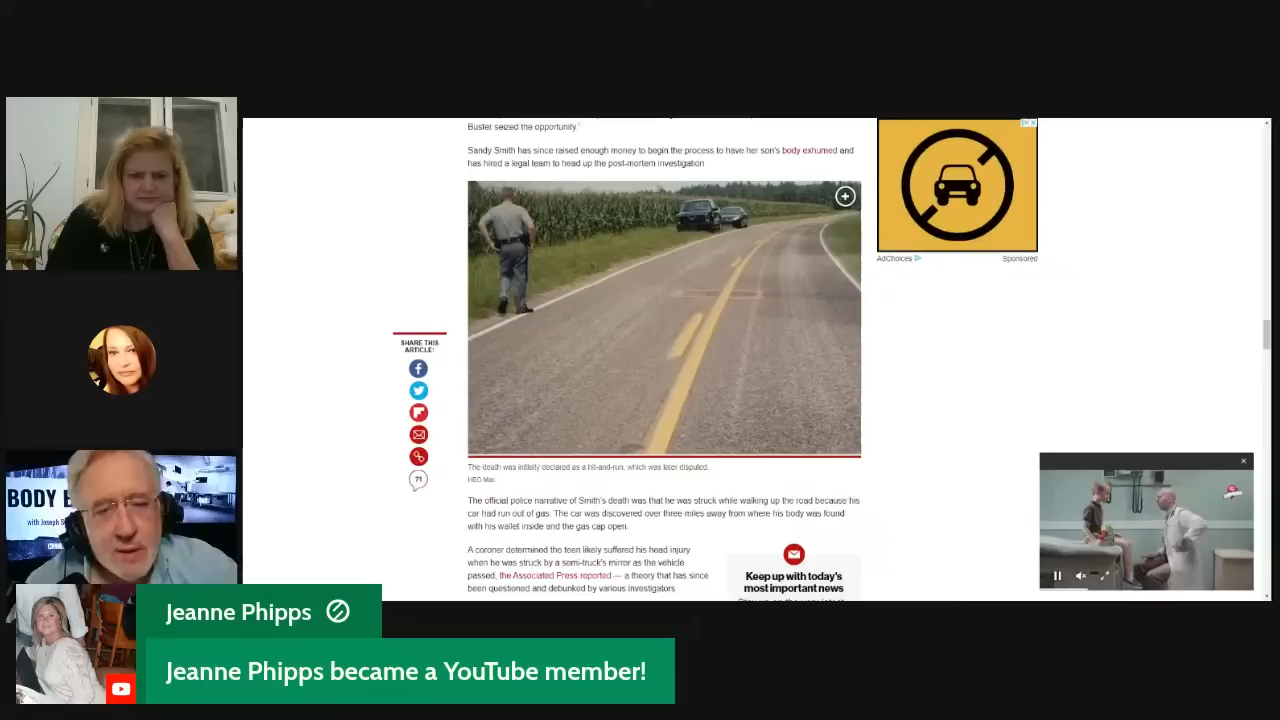 Buster seized the opportunity.'
Sandy Smith has since raised enough money to begin the process to have her son's body exhumed and
has hired a legal team to head up the post-mortem investigation
AdChoices
Sponsored
SHARE THIS
ARTICLE:
71
The death was initially declared as a hit-and-run, which was later disputed.
HBO Max
The official police narrative of Smith's death was that he was struck while walking up the road because his
car had run out of gas. The car was discovered over three miles away from where his body was found
with his wallet inside and the gas cap open.
A coroner determined the teen likely suffered his head injury
when he was struck by a semi-truck's mirror as the vehicle
passed, the Associated Press reported — a theory that has since
been questioned and debunked by various investigators
Keep up with today's
most important news
BODY
with Joseph
CRIME
Jeanne Phipps
Jeanne Phipps became a YouTube member!